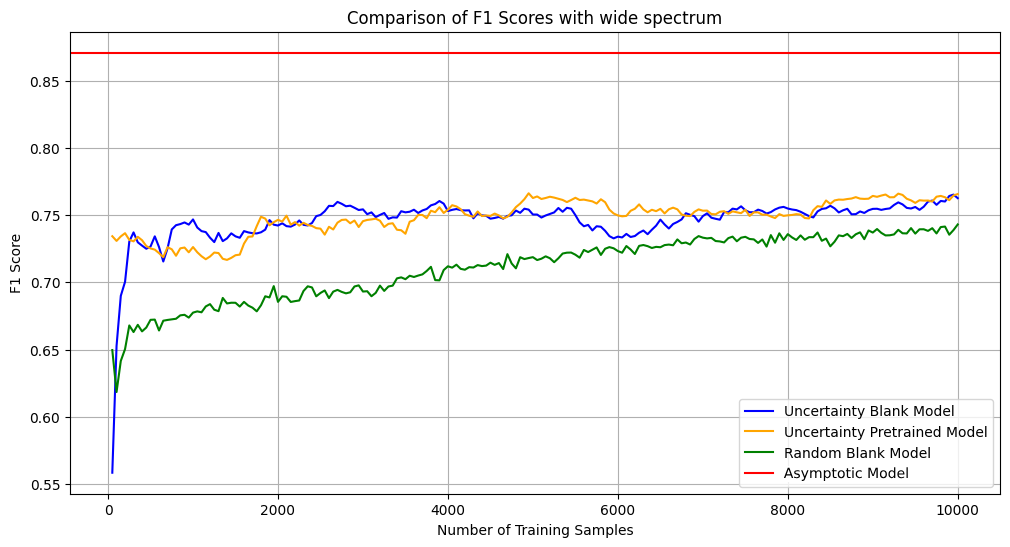 Comparison of F1 Scores with wide spectrum
F1 Score
0.85
0.80
0.75
0.70
0.65
0.60
0.55
0
2000
4000
6000
8000
10000
Number of Training Samples
Uncertainty Blank Model
Uncertainty Pretrained Model
Random Blank Model
Asymptotic Model